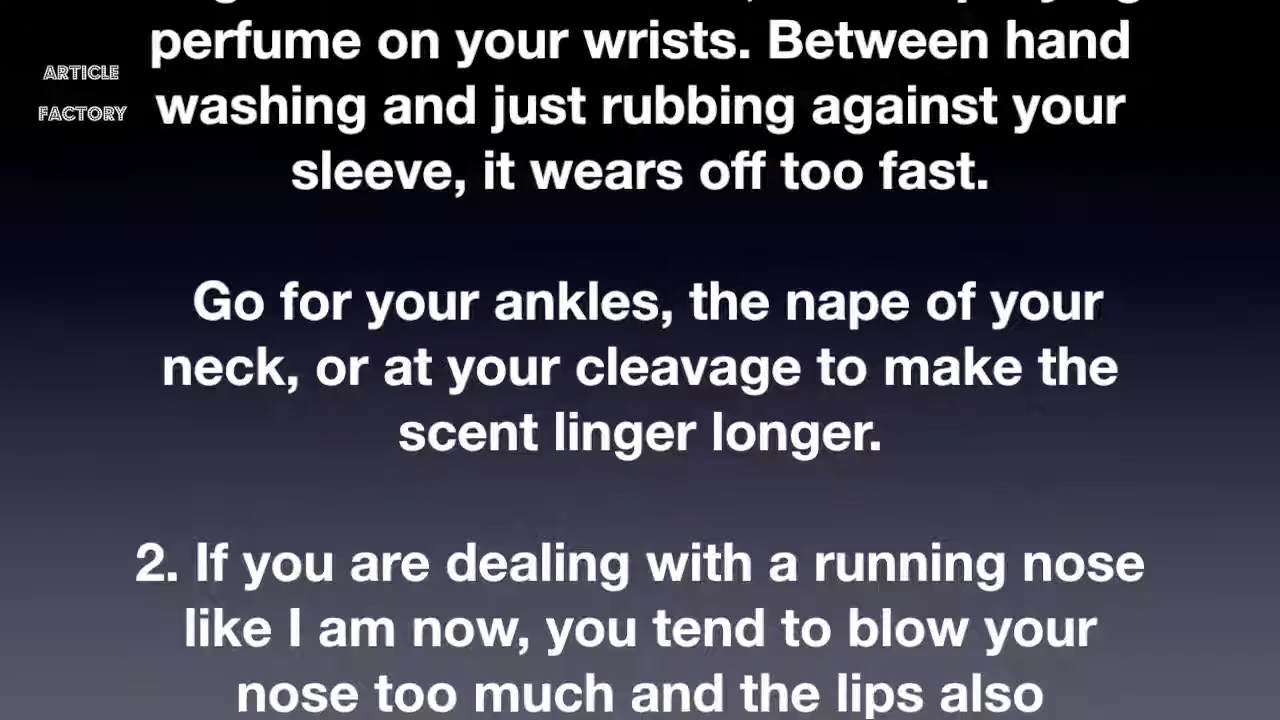 perfume on your wrists. Between hand
ARTICLE
FACTORY
washing and just rubbing against your
sleeve, it wears off too fast.
Go for your ankles, the nape of your
neck, or at your cleavage to make the
scent linger longer.
2. If you are dealing with a running nose
like I am now, you tend to blow your
nose too much and the lips also